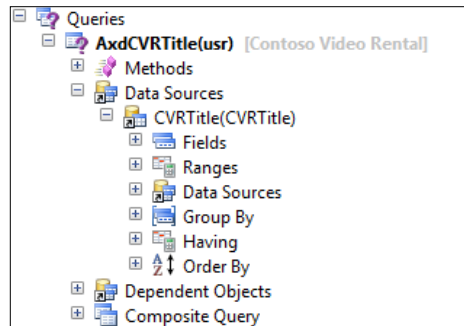 Queries
AxdCVRTitle(usr) [Contoso Video Rental]
Methods
Data Sources
CVRTitle(CVRTitle)
Fields
Ranges
Data Sources
Group By
Having
Order By
Dependent Objects
Composite Query